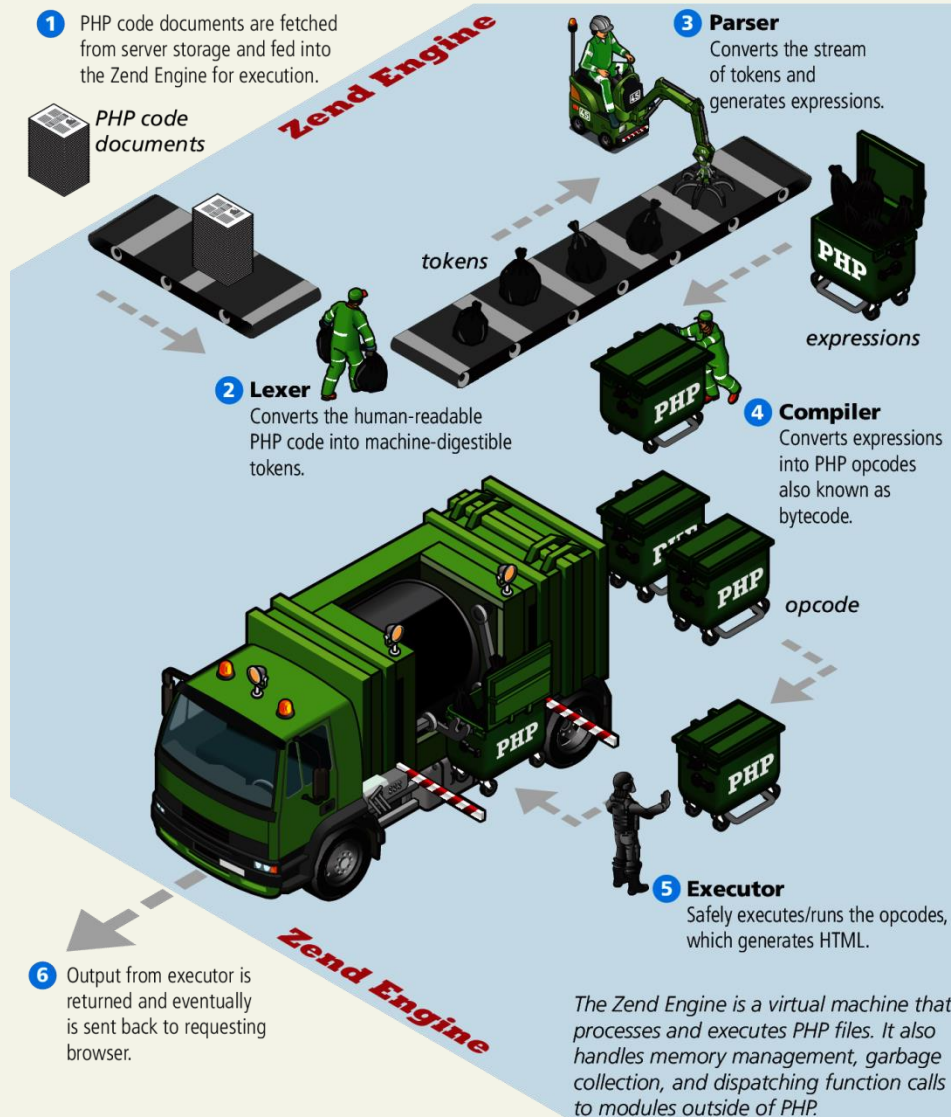 1 PHP code documents are fetched
from server storage and fed into
the Zend Engine for execution.
PHP code
documents
Zend Engine
3 Parser
Converts the stream
of tokens and
generates expressions.
tokens
PHP
expressions
2 Lexer
Converts the human-readable
PHP code into machine-digestible
tokens.
PHP
4 Compiler
Converts expressions
into PHP opcodes
also known as
bytecode.
PHP
PHP
opcode
PHP
PHP
5 Executor
Safely executes/runs the opcodes,
which generates HTML.
Zend Engine
6 Output from executor is
returned and eventually
is sent back to requesting
browser.
The Zend Engine is a virtual machine that
processes and executes PHP files. It also
handles memory management, garbage
collection, and dispatching function calls
to modules outside of PHP.